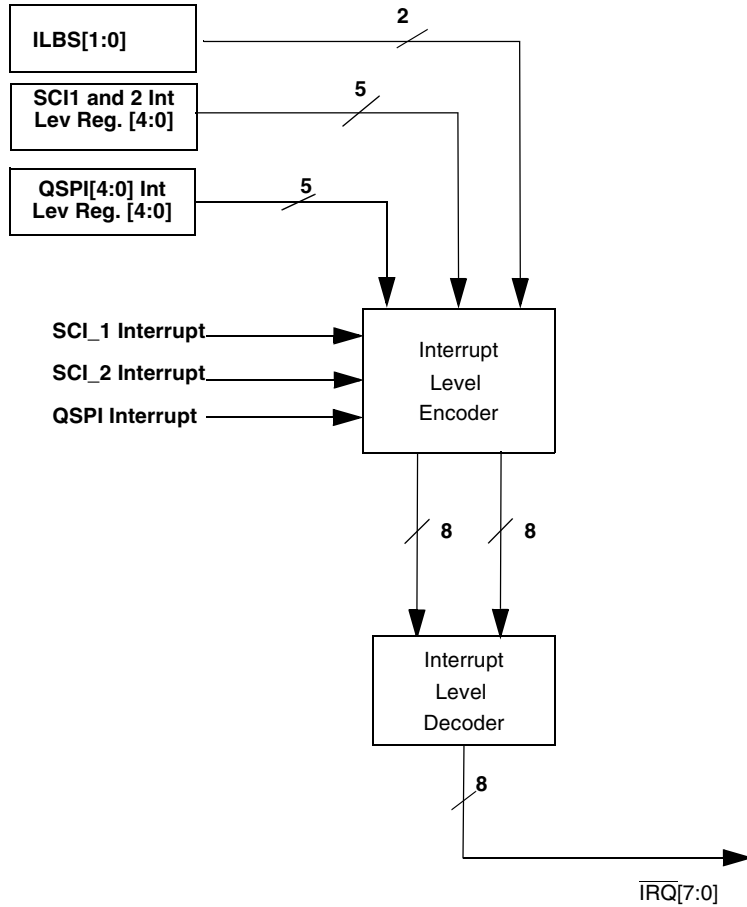 2
ILBS[1:0]
5
SCI1 and 2 Int
Lev Reg. [4:0]
5
QSPI[4:0] Int
Lev Reg. [4:0]
SCI_1 Interrupt
SCI_2 Interrupt
QSPI Interrupt
Interrupt
Level
Encoder
8
8
Interrupt
Level
Decoder
8
IRQ[7:0]